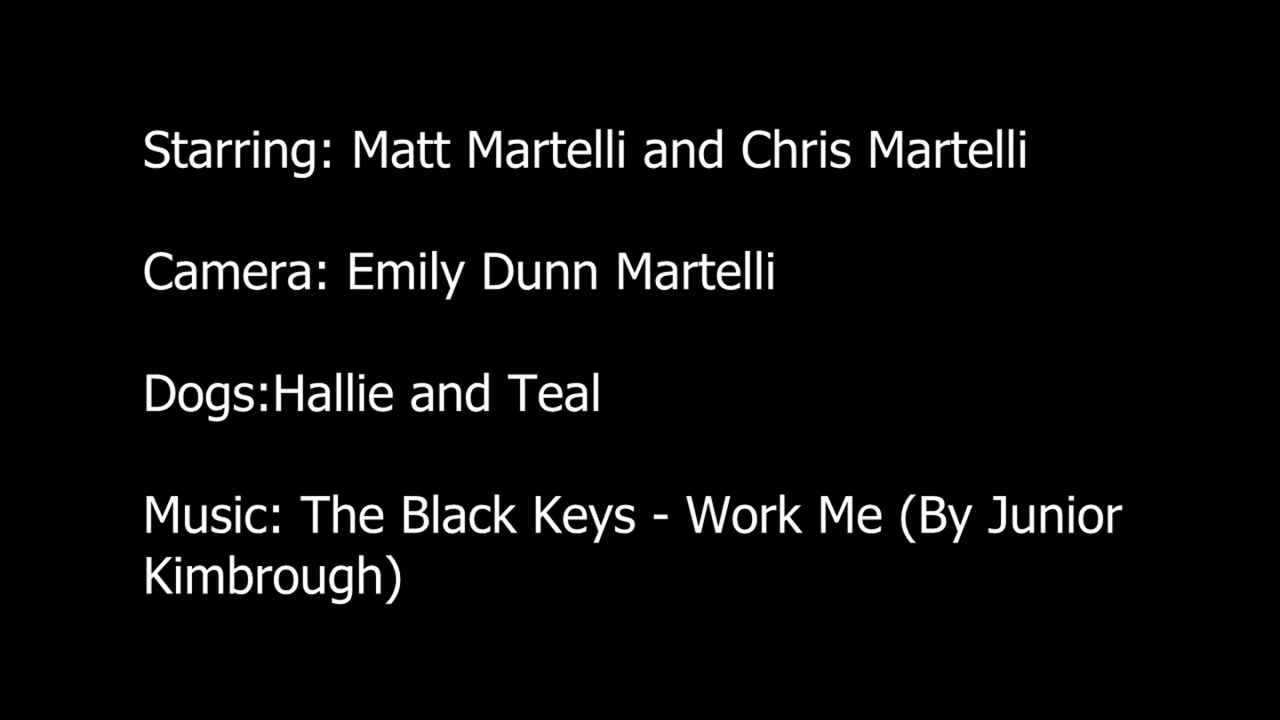 Starring: Matt Martelli and Chris Martelli
Camera: Emily Dunn Martelli
Dogs:Hallie and Teal
Music: The Black Keys - Work Me (By Junior
Kimbrough)